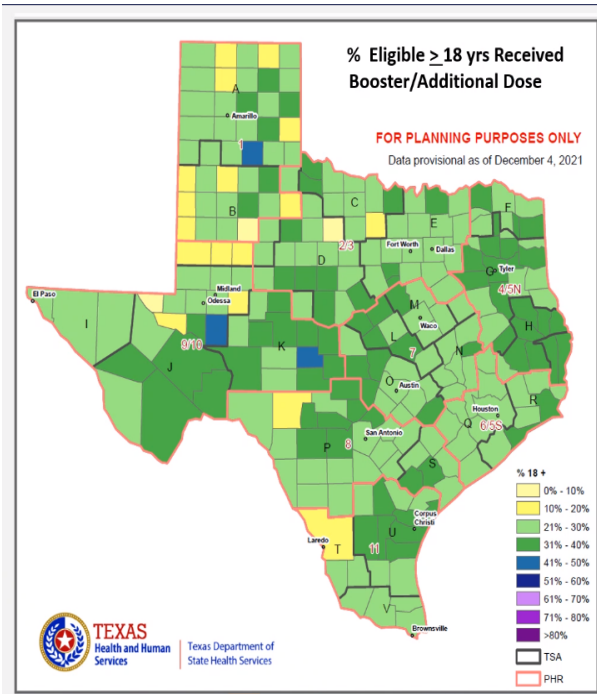 % Eligible > 18 yrs Received
Booster/Additional Dose
FOR PLANNING PURPOSES ONLY
Data provisional as of December 4, 2021
A
Amarillo
1
B
C
D
2/3
E
Fort Worth
Dallas
F
G
Tyler
4/5N
H
El Paso
I
Midland
Odessa
9/10
J
K
L
M
Waco
7
N
O
Austin
P
8
San Antonio
Houston
Q
6/5S
R
S
Laredo
T
11
U
Corpus
Christi
V
Brownsville
% 18 +
0% - 10%
10% - 20%
21% - 30%
31% - 40%
41% - 50%
51% - 60%
61% - 70%
71% - 80%
>80%
TSA
PHR
TEXAS
Health and Human
Services
Texas Department of
State Health Services